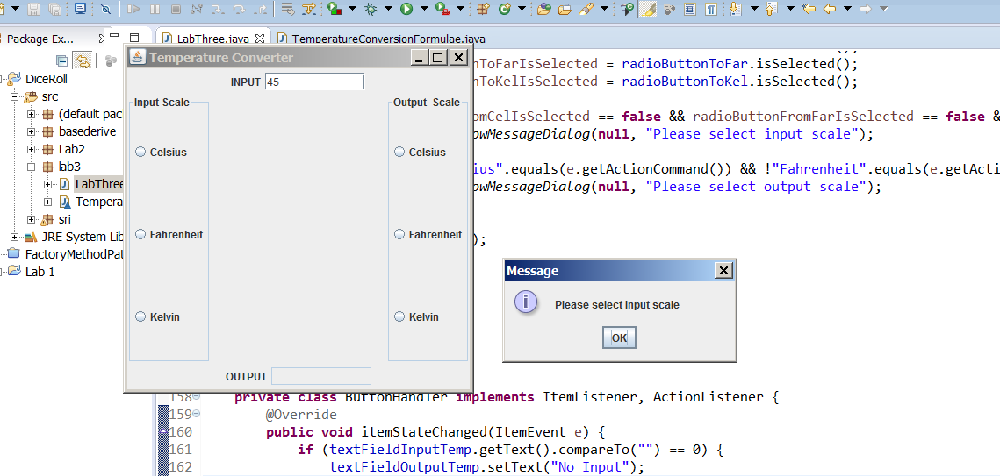 Package Ex...
LabThree.java
TemperatureConversionFormulae.java
DiceRoll
src
(default pac
basederive
Lab2
lab3
LabThree
Tempera
sri
JRE System Lib
FactoryMethodPat
Lab 1
Temperature Converter
INPUT 45
Input Scale
Output Scale
Celsius
Celsius
Fahrenheit
Fahrenheit
Kelvin
Kelvin
OUTPUT
onToFarIsSelected = radioButtonToFar.isSelected();
onToKelIsSelected = radioButtonToKel.isSelected();
omCelIsSelected == false && radioButtonFromFarIsSelected == false &
owMessageDialog(null, "Please select input scale");
ius".equals(e.getActionCommand()) && !"Fahrenheit".equals(e.getActi
owMessageDialog(null, "Please select output scale");
);
Message
Please select input scale
OK
158 private class ButtonHandler implements ItemListener, ActionListener {
159 @Override
160 public void itemStateChanged(ItemEvent e) {
161 if (textFieldInputTemp.getText().compareTo("") == 0) {
162 textFieldOutputTemp.setText("No Input");